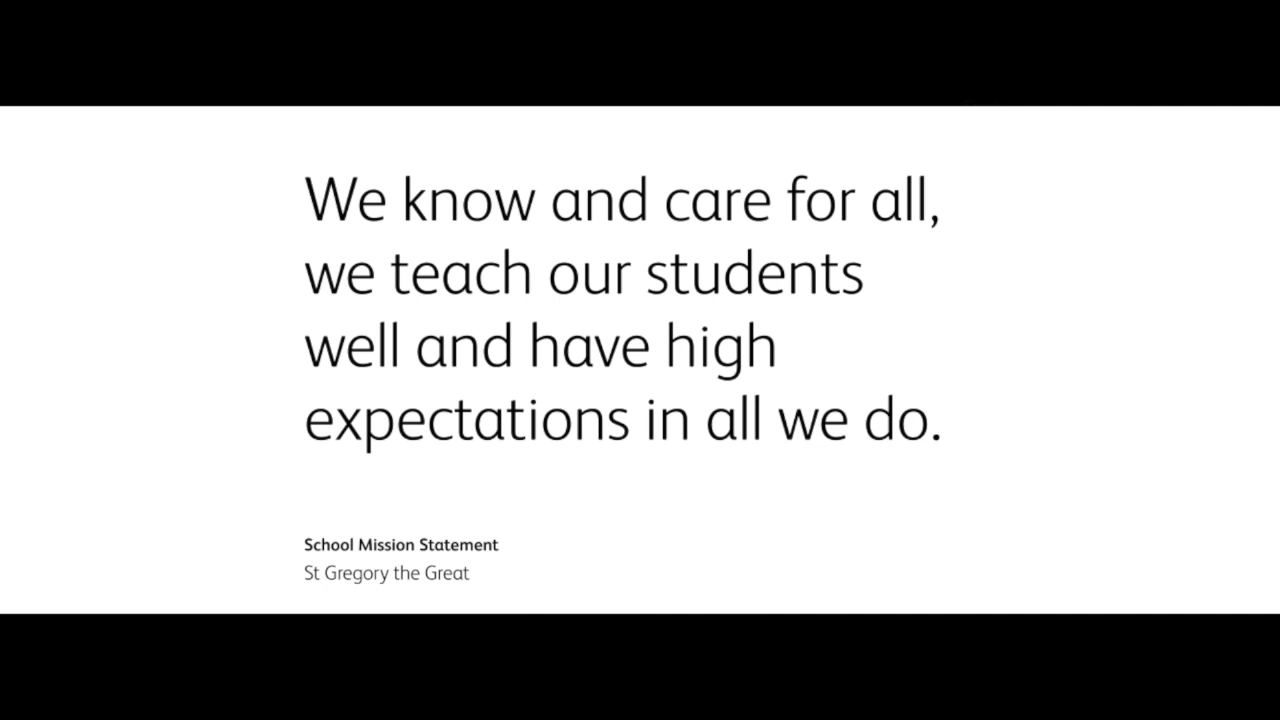 We know and care for all,
we teach our students
well and have high
expectations in all we do.
School Mission Statement
St Gregory the Great